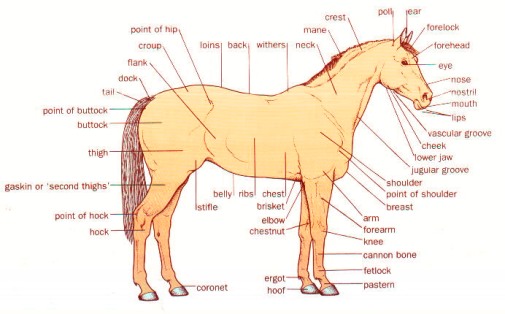 poll
ear
crest
mane
forelock
point of hip
croup
loins
back
withers
neck
forehead
flank
eye
dock
nose
tail
nostril
point of buttock
mouth
lips
buttock
vascular groove
cheek
thigh
lower jaw
jugular groove
shoulder
gaskin or 'second thighs'
belly
ribs
chest
point of shoulder
stifle
brisket
breast
point of hock
elbow
arm
hock
chestnut
forearm
knee
cannon bone
ergot
fetlock
coronet
hoof
pastern